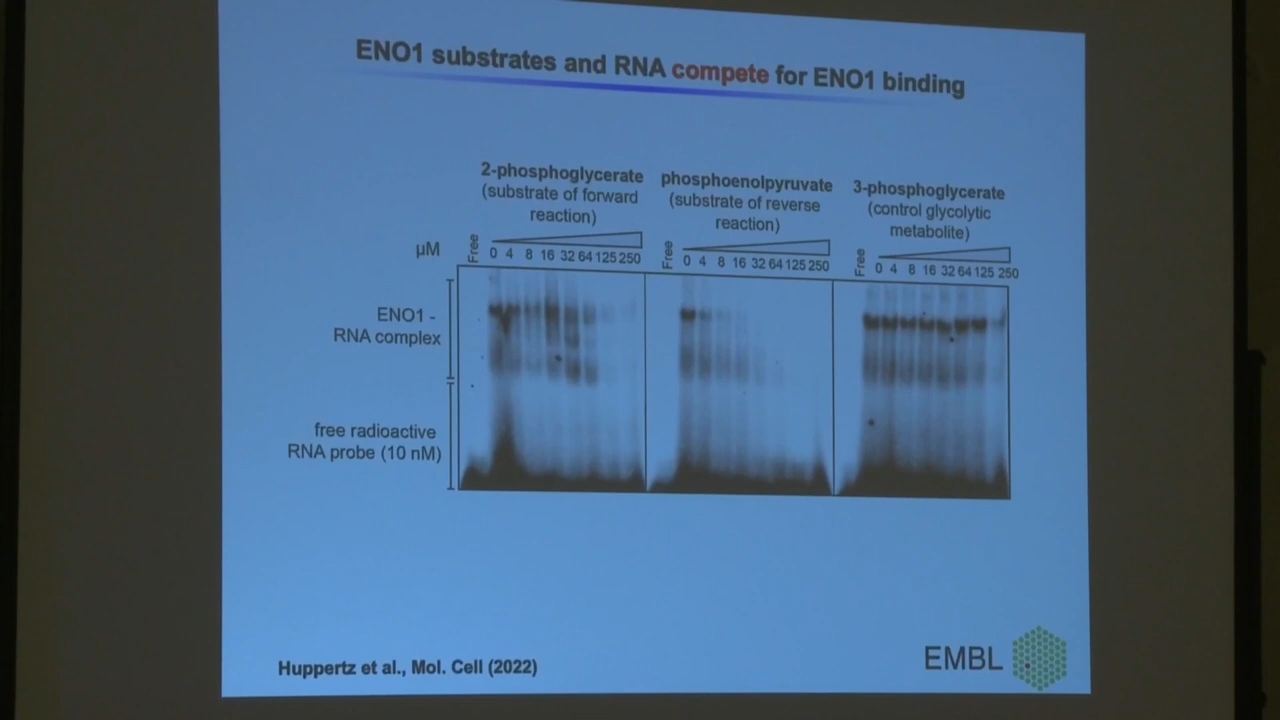 ENO1 substrates and RNA compete for ENO1 binding
2-phosphoglycerate
(substrate of forward
reaction)
phosphoenolpyruvate
(substrate of reverse
reaction)
3-phosphoglycerate
(control glycolytic
metabolite)
µM
Free 0 4 8 16 32 64 125 250
Free 0 4 8 16 32 64 125 250
Free 0 4 8 16 32 64 125 250
ENO1 -
RNA complex
free radioactive
RNA probe (10 nM)
Huppertz et al., Mol. Cell (2022)
EMBL